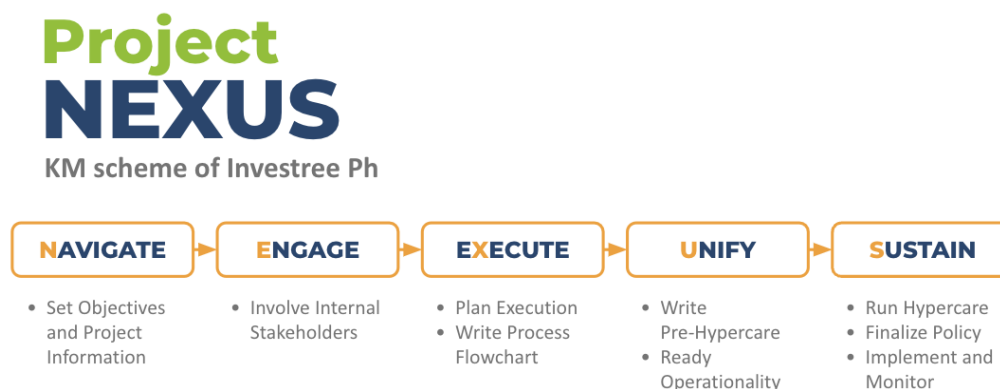 Project
NEXUS
KM scheme of Investree Ph
NAVIGATE
ENGAGE
EXECUTE
UNIFY
SUSTAIN
• Set Objectives
and Project
Information
• Involve Internal
Stakeholders
• Plan Execution
• Write Process
Flowchart
• Write
Pre-Hypercare
• Ready
Operationality
• Run Hypercare
• Finalize Policy
• Implement and
Monitor